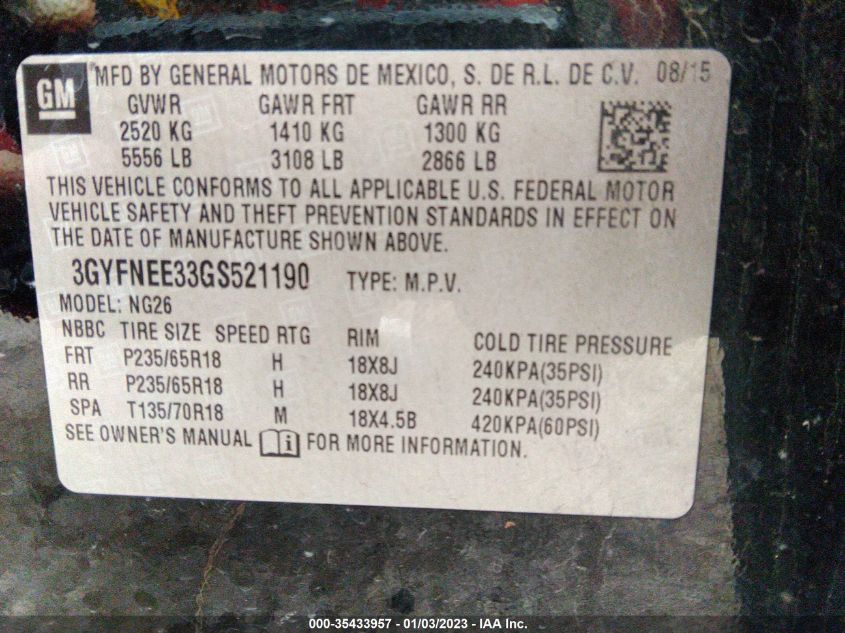 GM
MFD BY GENERAL MOTORS DE MEXICO, S. DE R.L. DE C.V. 08/15
GVWR GAWR FRT GAWR RR
2520 KG 1410 KG 1300 KG
5556 LB 3108 LB 2866 LB
THIS VEHICLE CONFORMS TO ALL APPLICABLE U.S. FEDERAL MOTOR
VEHICLE SAFETY AND THEFT PREVENTION STANDARDS IN EFFECT ON
THE DATE OF MANUFACTURE SHOWN ABOVE.
3GYFNEE33GS521190 TYPE: M.P.V.
MODEL: NG26
NBBC TIRE SIZE SPEED RTG RIM COLD TIRE PRESSURE
FRT P235/65R18 H 18X8J 240KPA(35PSI)
RR P235/65R18 H 18X8J 240KPA(35PSI)
SPA T135/70R18 M 18X4.5B 420KPA(60PSI)
SEE OWNER'S MANUAL i FOR MORE INFORMATION.
000-35433957 - 01/03/2023 - IAA Inc.